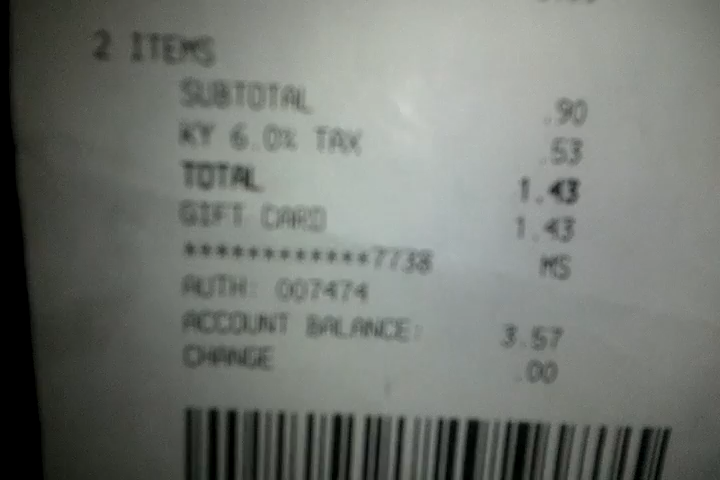 2 ITEMS
SUBTOTAL .90
KY 6.0% TAX .53
TOTAL 1.43
GIFT CARD 1.43
************7738 MS
AUTH: 007474
ACCOUNT BALANCE: 3.57
CHANGE .00